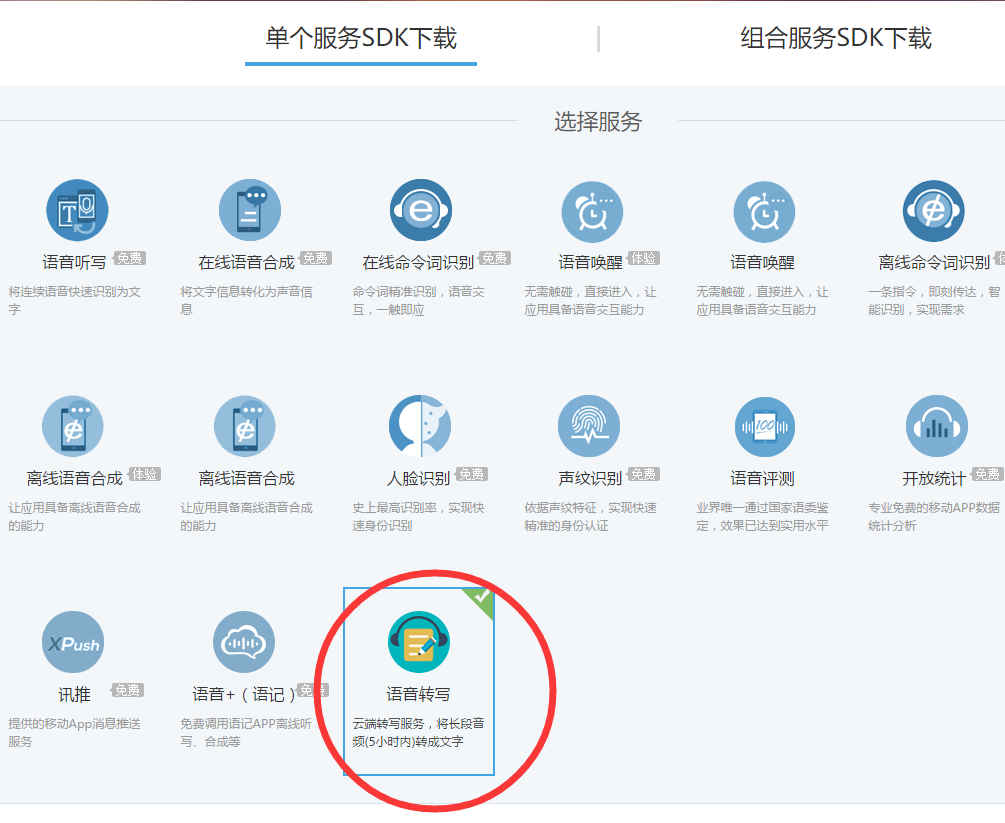 单个服务SDK下载
组合服务SDK下载
选择服务
语音听写 免费
将连续语音快速识别为文
字
在线语音合成 免费
将文字信息转化为声音信
息
在线命令词识别 免费
命令词精准识别，语音交
互，一触即应
语音唤醒 体验
无需触碰，直接进入，让
应用具备语音交互能力
语音唤醒
无需触碰，直接进入，让
应用具备语音交互能力
离线命令词识别
一条指令，即刻传达，智
能识别，实现需求
离线语音合成 体验
让应用具备离线语音合成
的能力
离线语音合成
让应用具备离线语音合成
的能力
人脸识别 免费
史上最高识别率，实现快
速身份识别
声纹识别 免费
依据声纹特征，实现快速
精准的身份认证
100
语音评测
业界唯一通过国家语委鉴
定，效果已达到实用水平
开放统计 免费
专业免费的移动APP数据
统计分析
XPush
讯推 免费
提供的移动App消息推送
服务
语音+（语记） 免费
免费调用语记APP离线听
写、合成等
语音转写
云端转写服务，将长段音
频(5小时内)转成文字